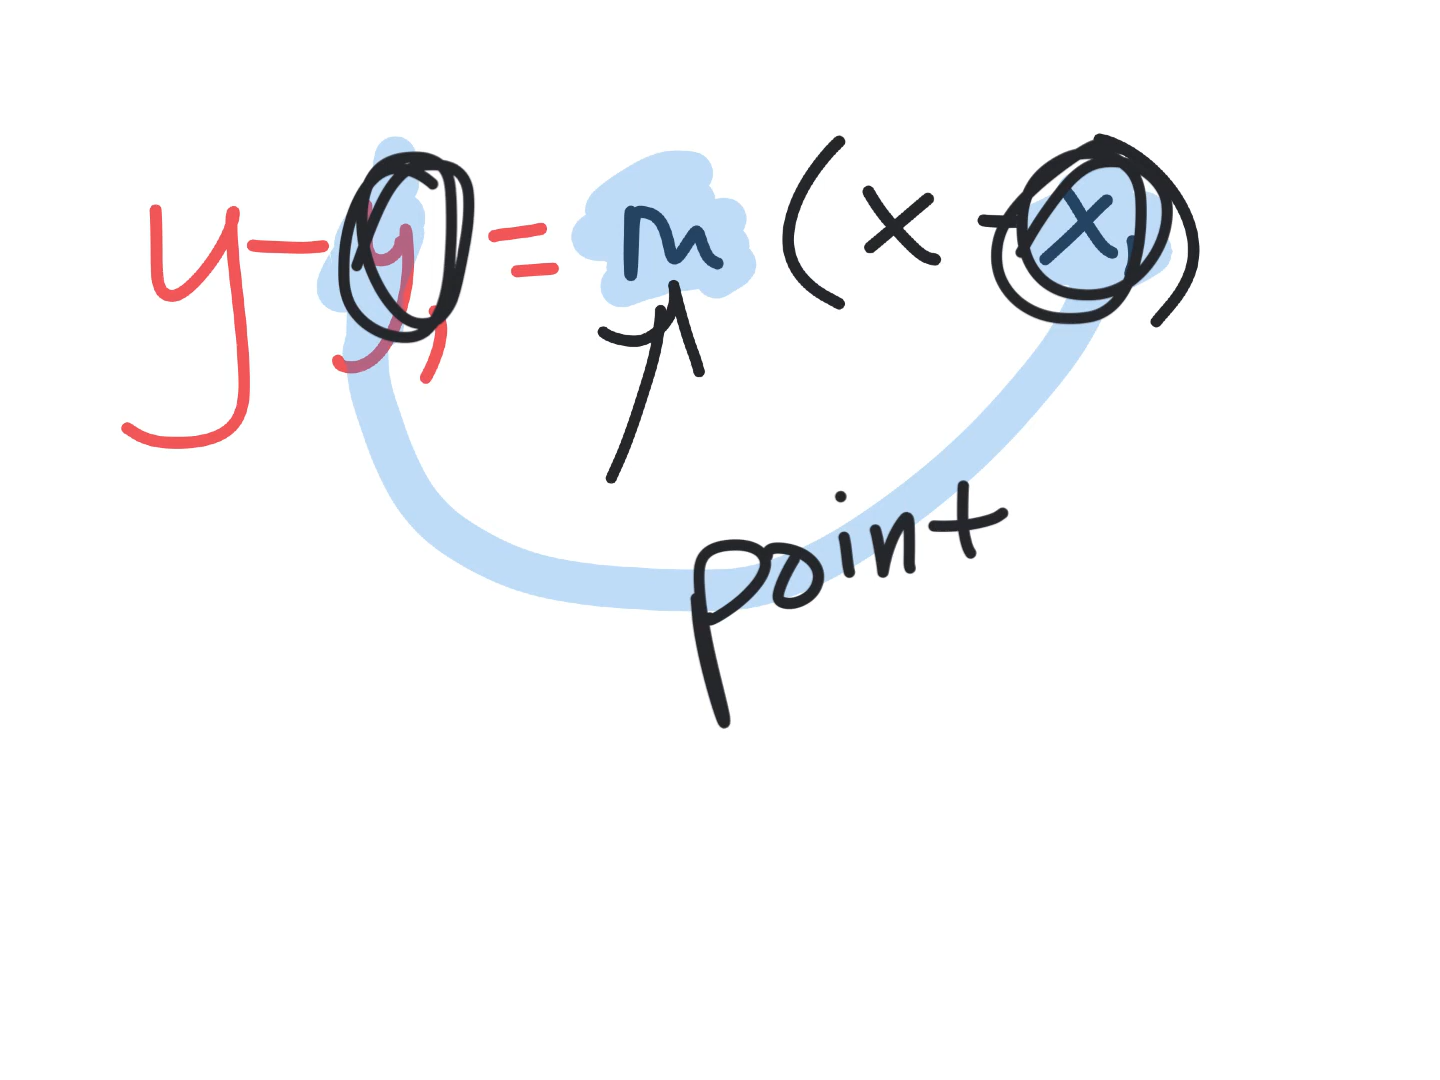 y - y₁ = m (x - x₁)
point